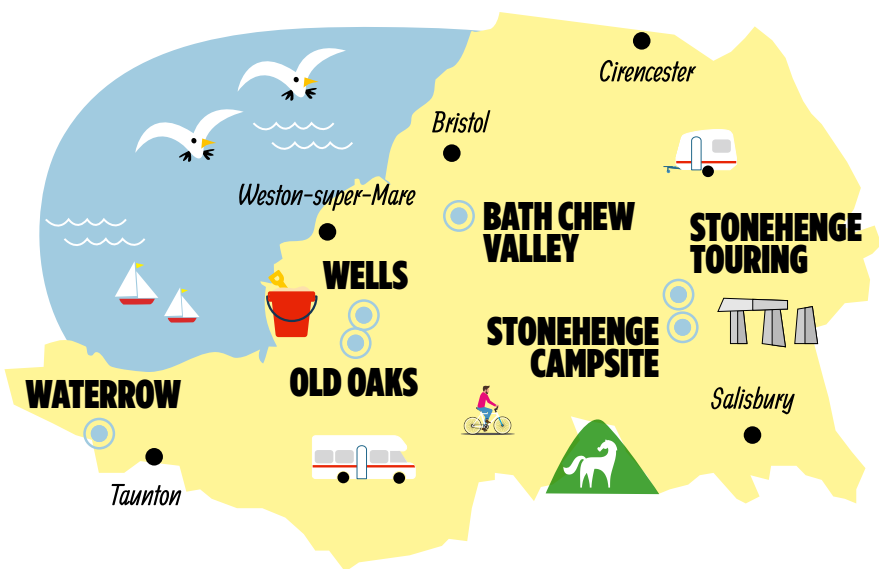 Cirencester
Bristol
Weston-super-Mare
BATH CHEW
VALLEY
STONEHENGE
TOURING
WELLS
STONEHENGE
CAMPSITE
OLD OAKS
WATERROW
Salisbury
Taunton